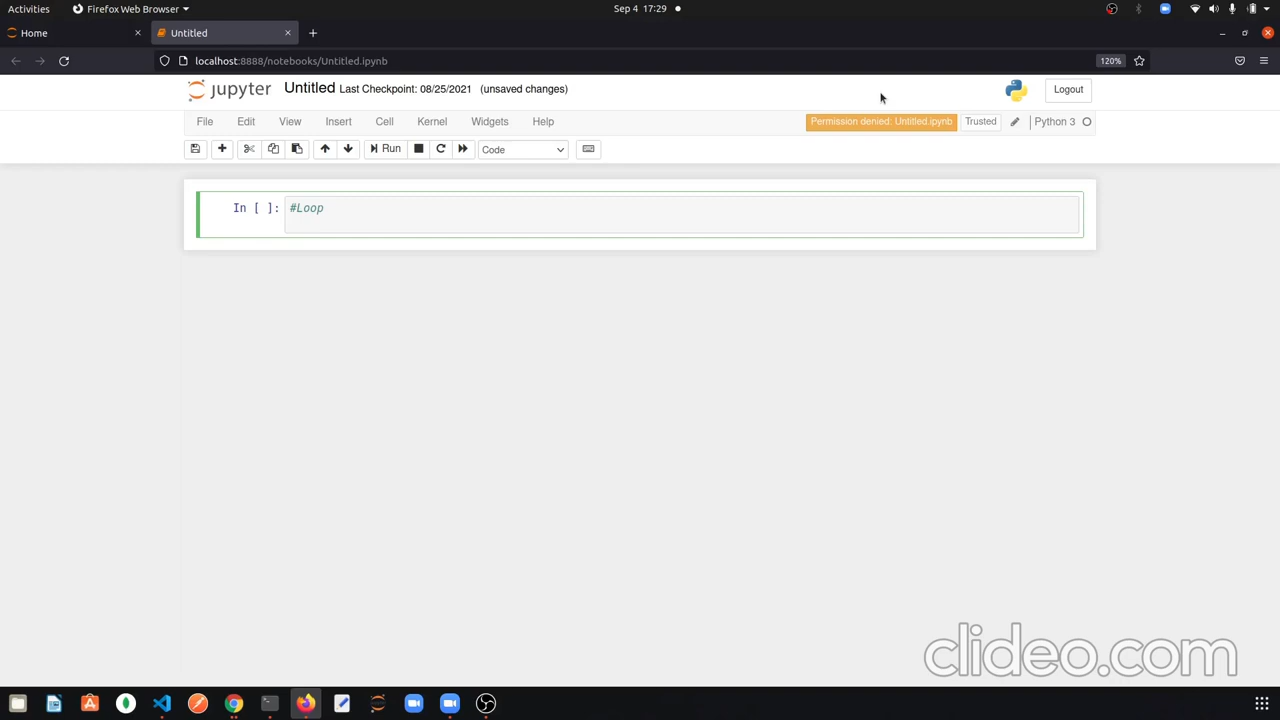 Activities Firefox Web Browser Sep 4 17:29
Home Untitled
localhost:8888/notebooks/Untitled.ipynb 120%
jupyter Untitled Last Checkpoint: 08/25/2021 (unsaved changes) Logout
File Edit View Insert Cell Kernel Widgets Help Permission denied: Untitled.ipynb Trusted Python 3
Run Code
In [ ]: #Loop
clideo.com